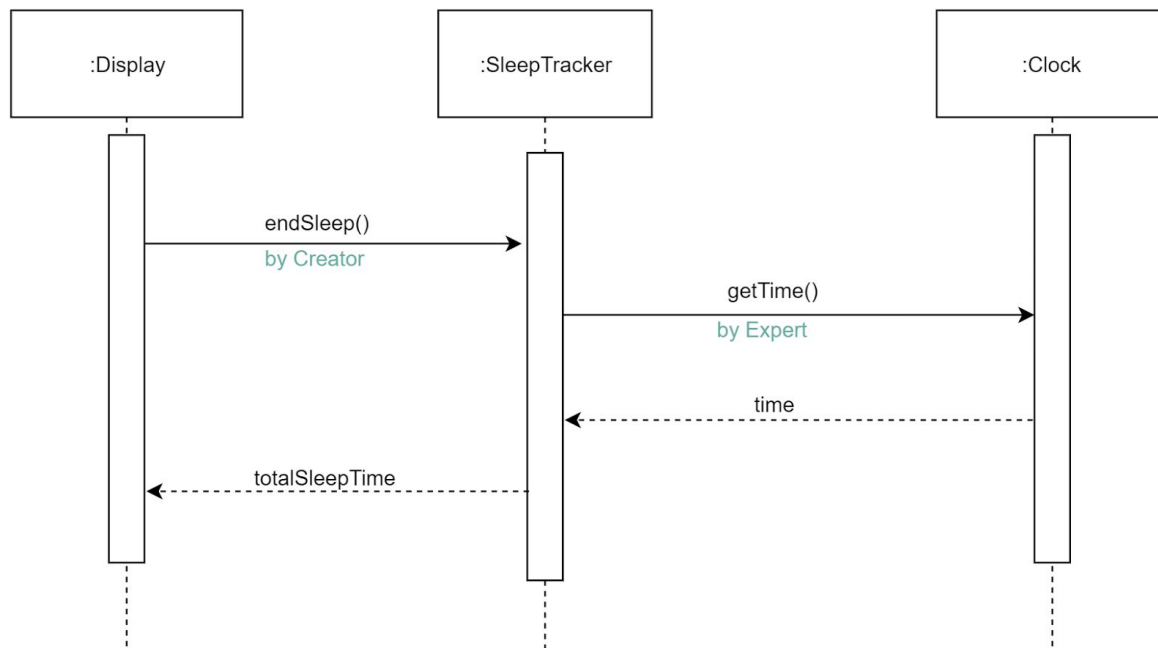 :Display
:SleepTracker
:Clock
endSleep()
by Creator
getTime()
by Expert
time
totalSleepTime